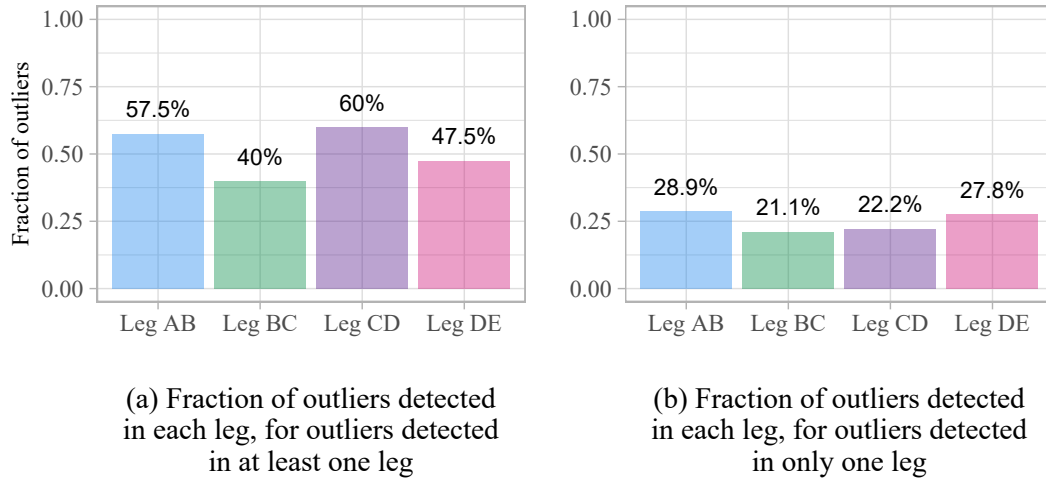 Fraction of outliers
1.00
0.75
0.50
0.25
0.00
57.5%
40%
60%
47.5%
Leg AB
Leg BC
Leg CD
Leg DE
(a) Fraction of outliers detected
in each leg, for outliers detected
in at least one leg
1.00
0.75
0.50
0.25
0.00
28.9%
21.1%
22.2%
27.8%
Leg AB
Leg BC
Leg CD
Leg DE
(b) Fraction of outliers detected
in each leg, for outliers detected
in only one leg